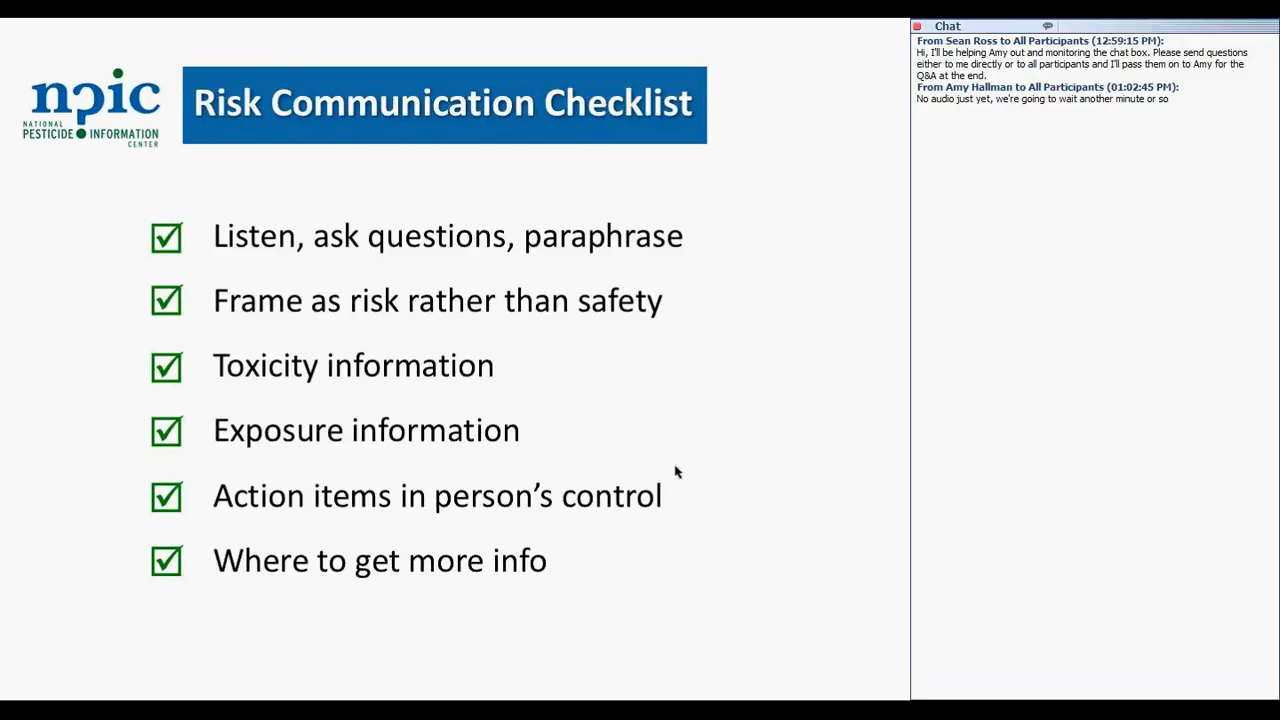 npic
NATIONAL
PESTICIDE INFORMATION
CENTER
Risk Communication Checklist
Listen, ask questions, paraphrase
Frame as risk rather than safety
Toxicity information
Exposure information
Action items in person's control
Where to get more info
Chat
From Sean Ross to All Participants (12:59:15 PM):
Hi, I'll be helping Amy out and monitoring the chat box. Please send questions
either to me directly or to all participants and I'll pass them on to Amy for the
Q&A at the end.
From Amy Hallman to All Participants (01:02:45 PM):
No audio just yet, we're going to wait another minute or so